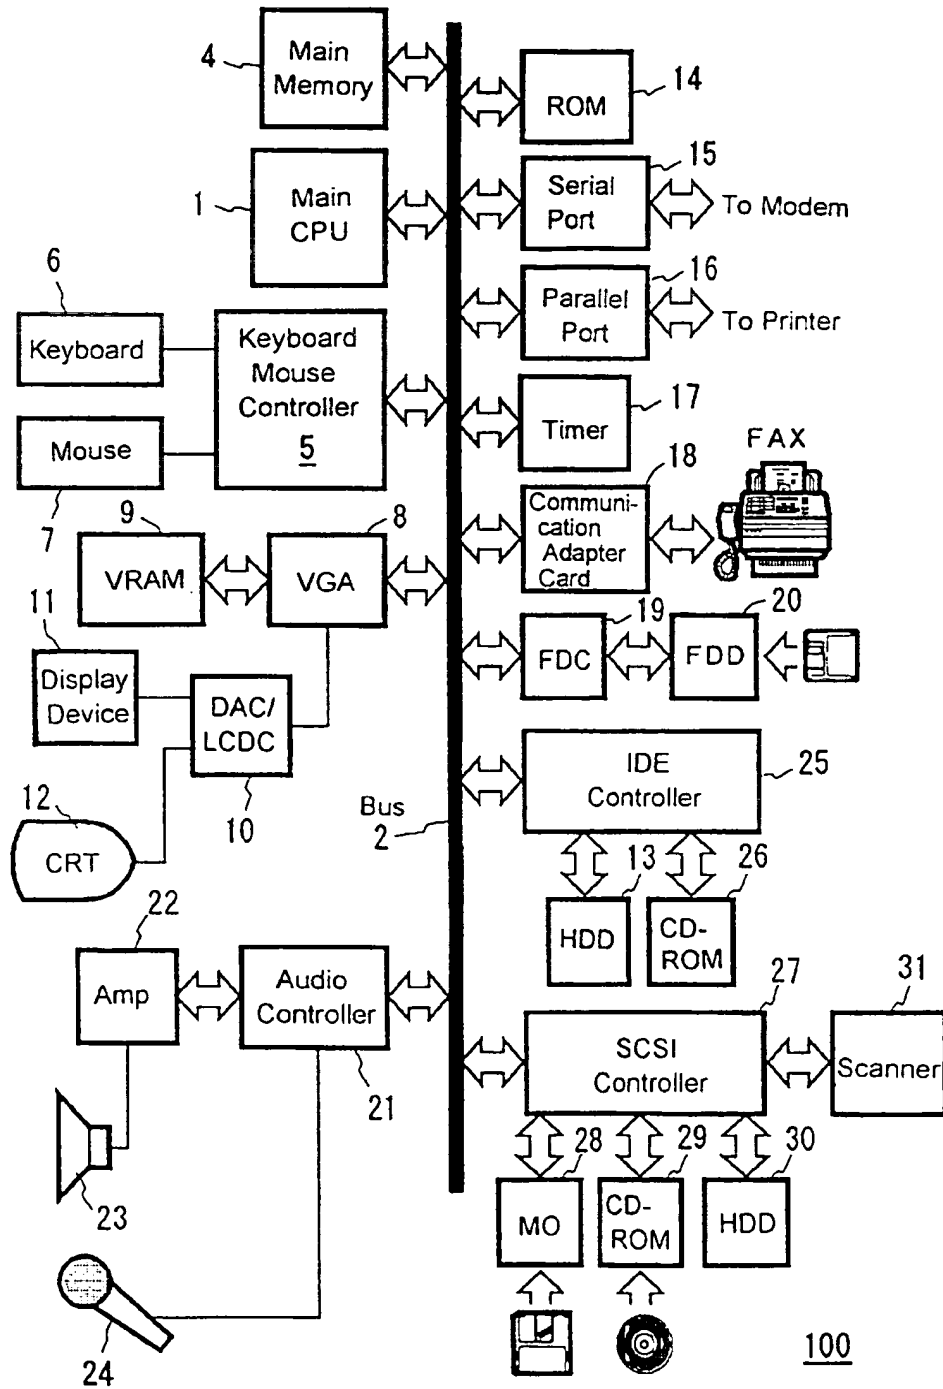 4
Main
Memory
ROM
14
1
Main
CPU
15
Serial
Port
To Modem
6
Keyboard
Keyboard
Mouse
Controller
5
16
Parallel
Port
To Printer
Mouse
7
17
Timer
FAX
18
Communi-
cation
Adapter
Card
9
VRAM
8
VGA
19
FDC
20
FDD
11
Display
Device
DAC/
LCDC
10
Bus
2
IDE
Controller
25
12
CRT
13
HDD
26
CD-
ROM
22
Amp
Audio
Controller
21
27
SCSI
Controller
31
Scanner
23
28
MO
29
CD-
ROM
30
HDD
24
100